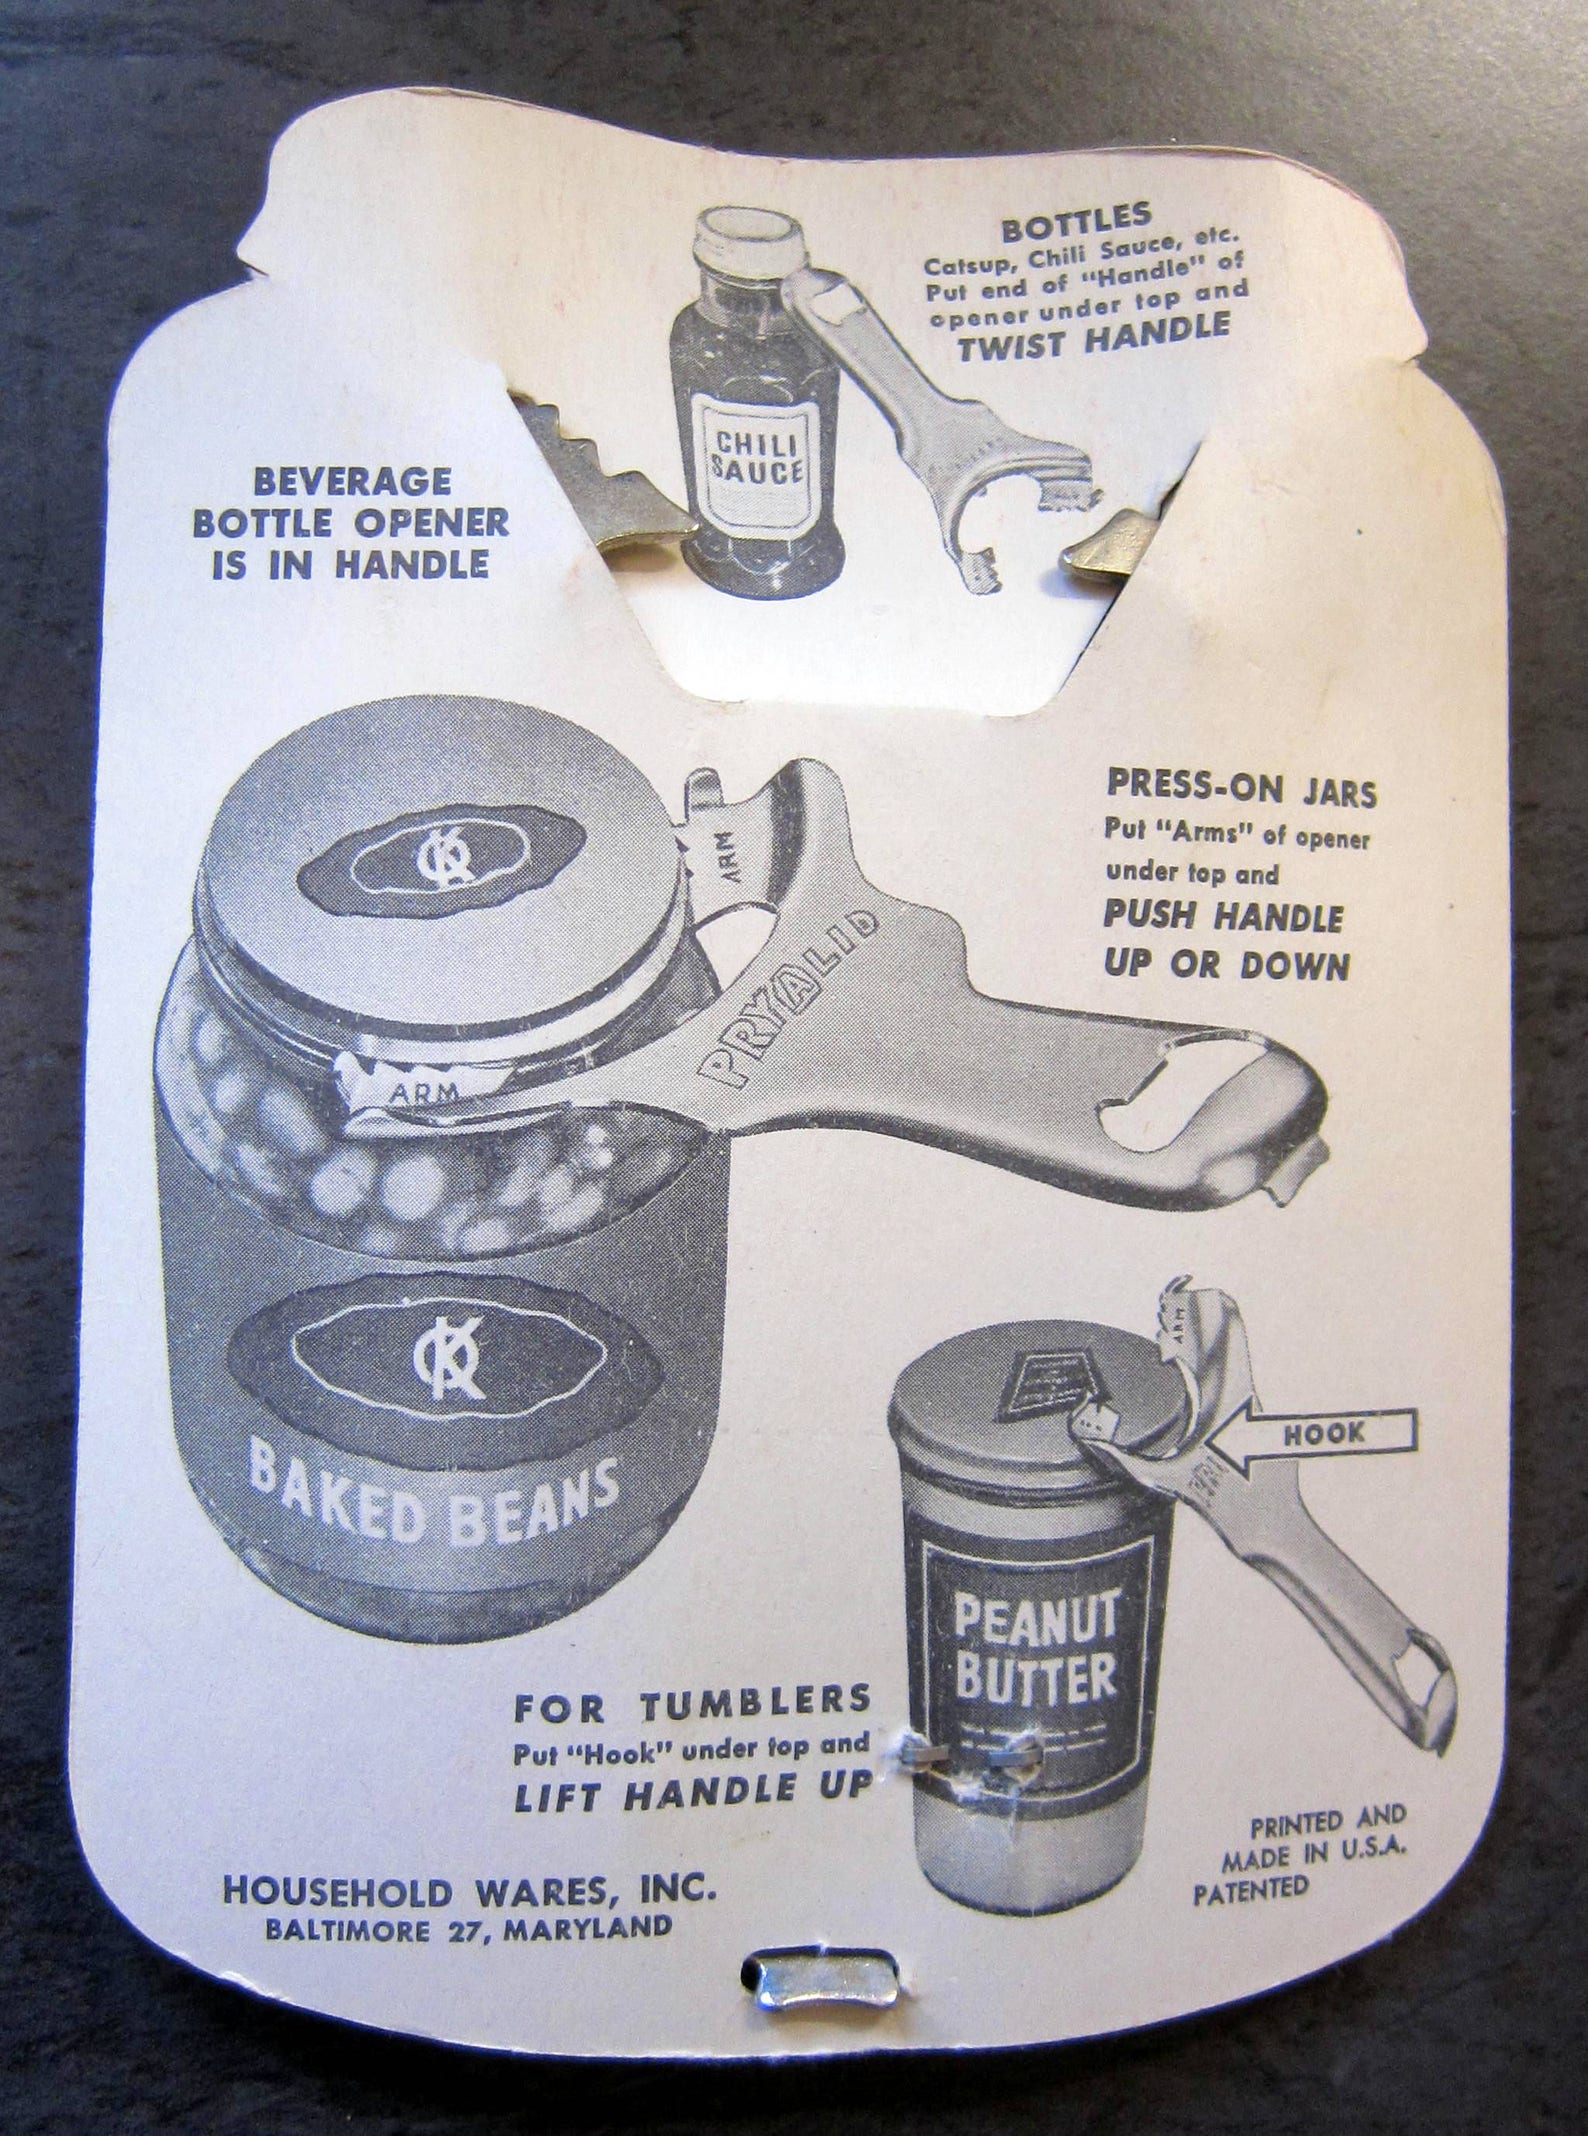 BOTTLES
Catsup, Chili Sauce, etc.
Put end of "Handle" of
opener under top and
TWIST HANDLE
CHILI
SAUCE
BEVERAGE
BOTTLE OPENER
IS IN HANDLE
PRESS-ON JARS
Put "Arms" of opener
under top and
PUSH HANDLE
UP OR DOWN
ARM
PRYALID
ARM
BAKED BEANS
ARM
HOOK
PEANUT
BUTTER
FOR TUMBLERS
Put "Hook" under top and
LIFT HANDLE UP
PRINTED AND
MADE IN U.S.A.
PATENTED
HOUSEHOLD WARES, INC.
BALTIMORE 27, MARYLAND